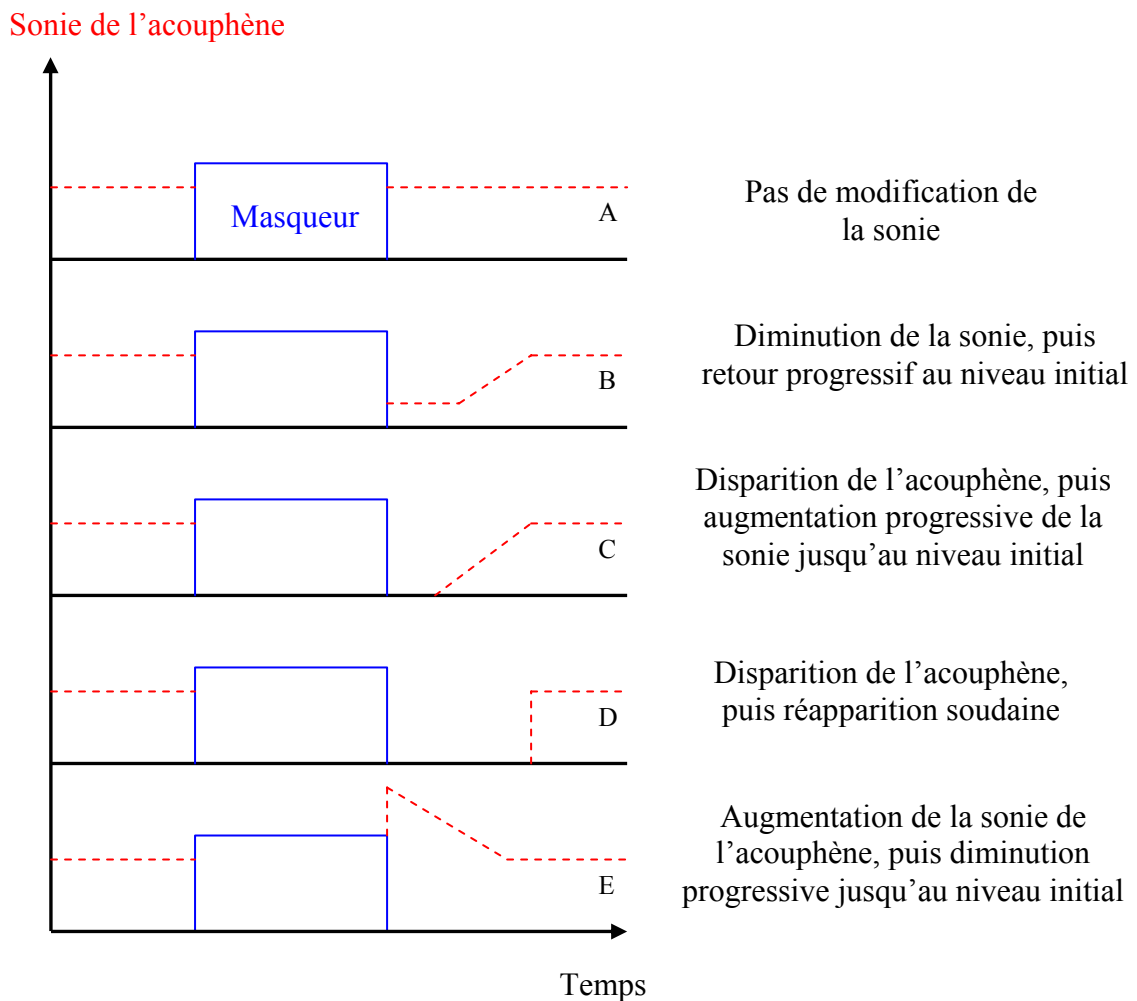 Sonie de l’acouphène
Masqueur
A
Pas de modification de
la sonie
B
Diminution de la sonie, puis
retour progressif au niveau initial
C
Disparition de l’acouphène, puis
augmentation progressive de la
sonie jusqu’au niveau initial
D
Disparition de l’acouphène,
puis réapparition soudaine
E
Augmentation de la sonie de
l’acouphène, puis diminution
progressive jusqu’au niveau initial
Temps